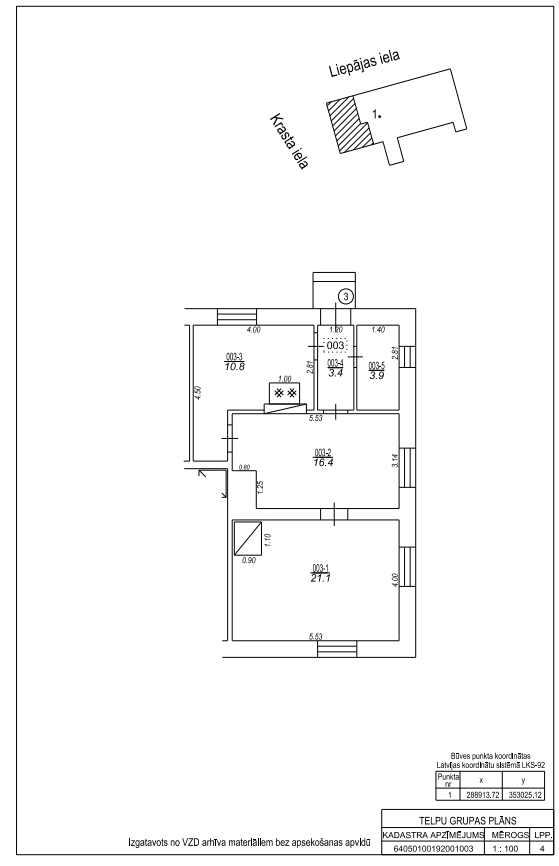 Liepājas iela
Krasta iela
1.
3
4.00
1.20
1.40
003
003-3
10.8
2.81
003-4
3.4
003-5
3.9
2.81
4.50
1.00
5.53
003-2
16.4
3.14
0.80
1.25
1.10
0.90
003-1
21.1
4.00
5.53
Būves punkta koordinātas
Latvijas koordinātu sistēmā LKS-92
Punkta nr x y
1 288913.72 353025.12
TELPU GRUPAS PLĀNS
KADASTRA APZĪMĒJUMS MĒROGS LPP.
64050100192001003 1 : 100 4
Izgatavots no VZD arhīva materiāliem bez apsekošanas apvidū